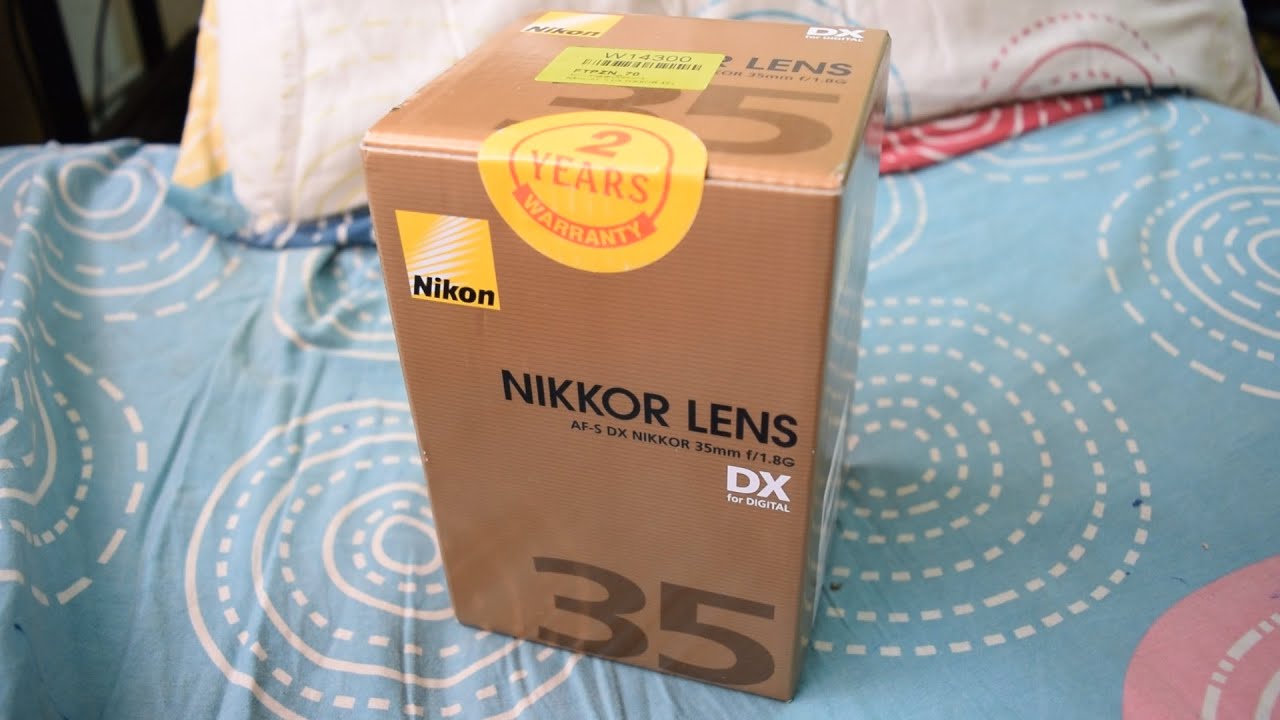 Nikon
DX
for DIGITAL
W14300
LENS
35mm f/1.8G
35
2
YEARS
WARRANTY
Nikon
NIKKOR LENS
AF-S DX NIKKOR 35mm f/1.8G
DX
for DIGITAL
35